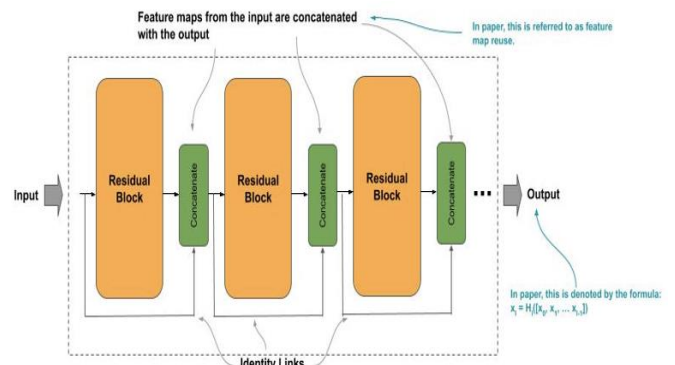 Feature maps from the input are concatenated
with the output
In paper, this is referred to as feature
map reuse.
Input
Residual
Block
Concatenate
Residual
Block
Concatenate
Residual
Block
Concatenate
...
Output
In paper, this is denoted by the formula:
xₗ = Hₗ([x₀, x₁, ... xₗ₋₁])
Identity Links